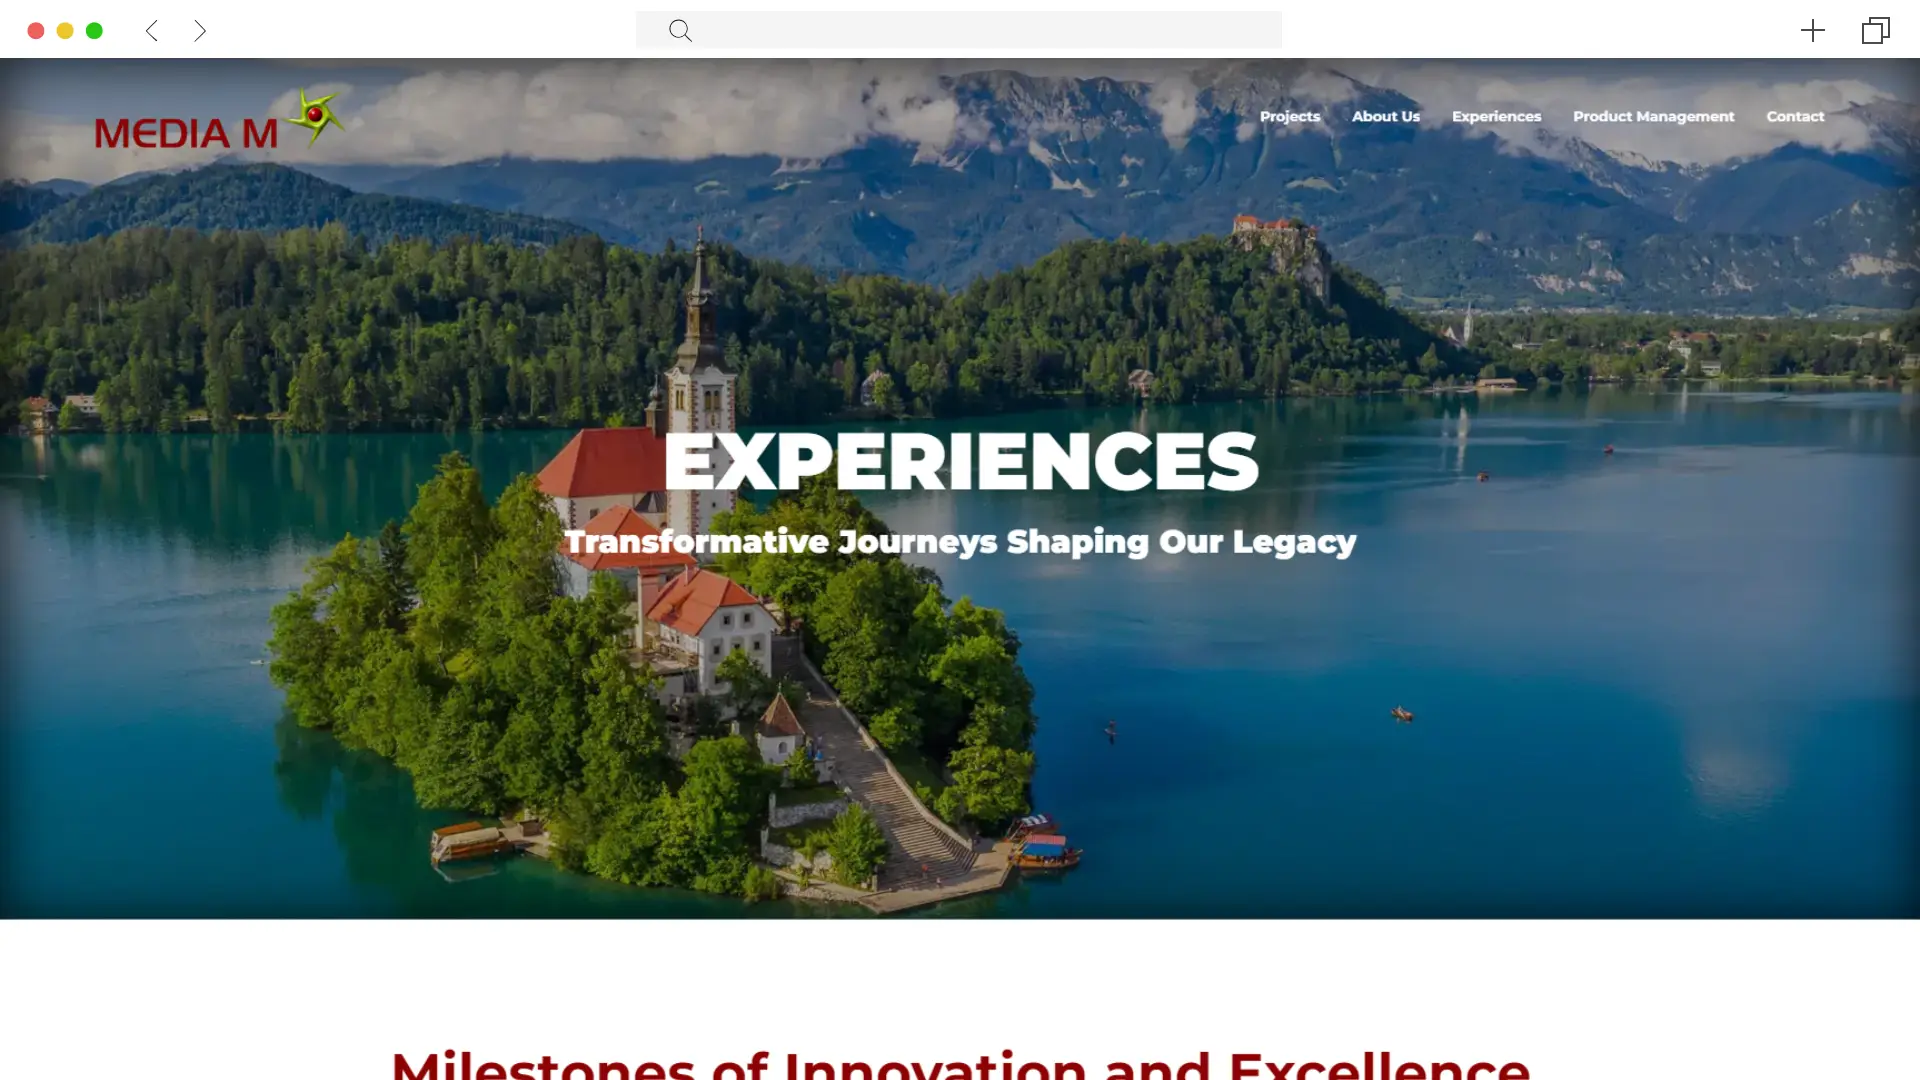 MEDIA M
Projects About Us Experiences Product Management Contact
EXPERIENCES
Transformative Journeys Shaping Our Legacy
Milestones of Innovation and Excellence